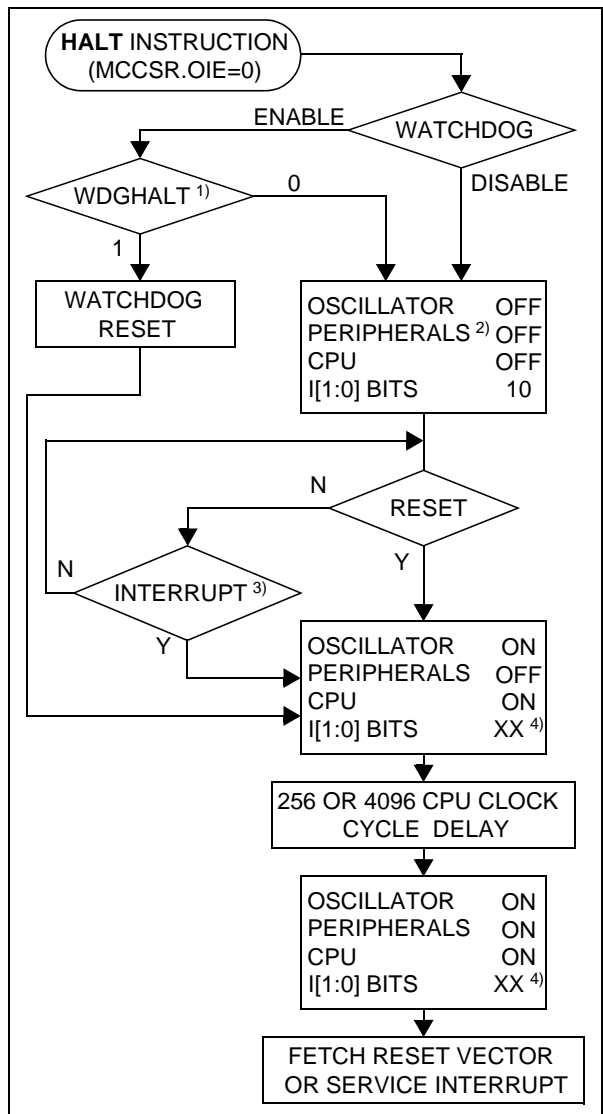 HALT INSTRUCTION
(MCCSR.OIE=0)
ENABLE
WATCHDOG
WDGHALT 1)
0
DISABLE
1
WATCHDOG
RESET
OSCILLATOR OFF
PERIPHERALS 2) OFF
CPU OFF
I[1:0] BITS 10
N
RESET
Y
N
INTERRUPT 3)
Y
OSCILLATOR ON
PERIPHERALS OFF
CPU ON
I[1:0] BITS XX 4)
256 OR 4096 CPU CLOCK
CYCLE DELAY
OSCILLATOR ON
PERIPHERALS ON
CPU ON
I[1:0] BITS XX 4)
FETCH RESET VECTOR
OR SERVICE INTERRUPT